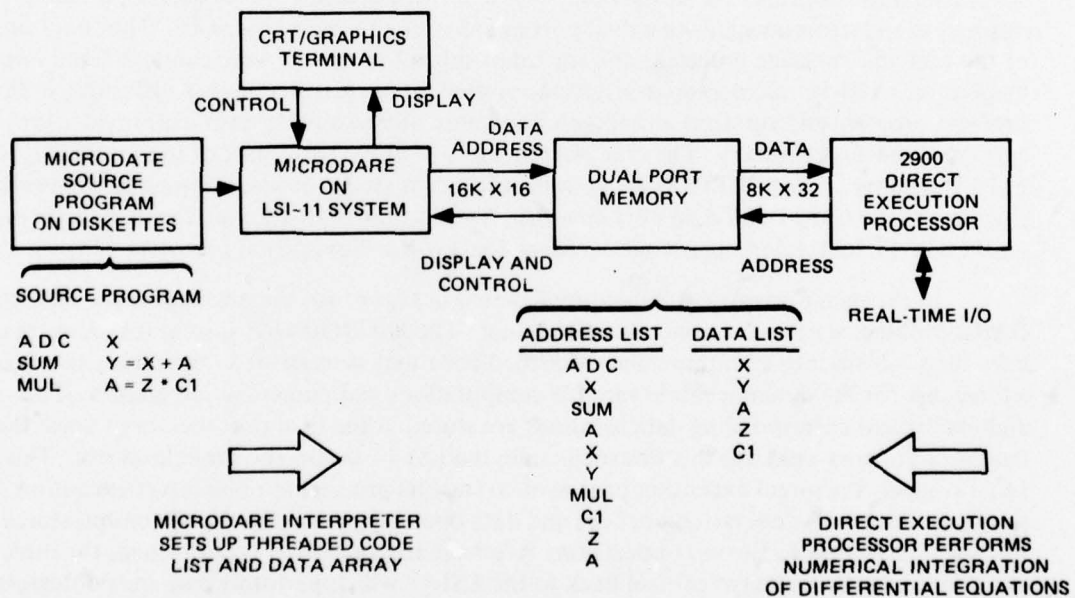 CRT/GRAPHICS
TERMINAL
CONTROL
DISPLAY
MICRODATE
SOURCE
PROGRAM
ON DISKETTES
MICRODARE
ON
LSI-11 SYSTEM
DATA
ADDRESS
16K X 16
DUAL PORT
MEMORY
DATA
8K X 32
2900
DIRECT
EXECUTION
PROCESSOR
DISPLAY AND
CONTROL
ADDRESS
REAL-TIME I/O
SOURCE PROGRAM
ADC X
SUM Y = X + A
MUL A = Z * C1
ADDRESS LIST DATA LIST
ADC X
X Y
SUM A
A Z
X C1
Y
MUL
C1
Z
A
MICRODARE INTERPRETER
SETS UP THREADED CODE
LIST AND DATA ARRAY
DIRECT EXECUTION
PROCESSOR PERFORMS
NUMERICAL INTEGRATION
OF DIFFERENTIAL EQUATIONS